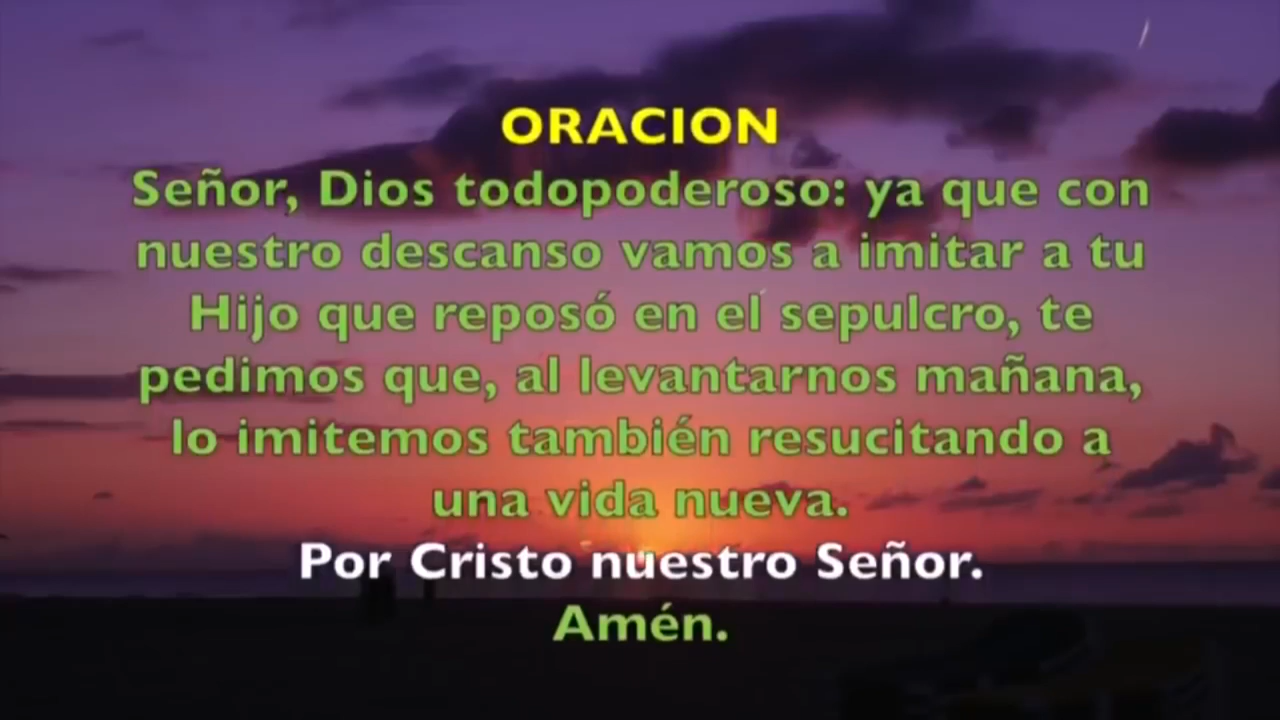 ORACION
Señor, Dios todopoderoso: ya que con
nuestro descanso vamos a imitar a tu
Hijo que reposó en el sepulcro, te
pedimos que, al levantarnos mañana,
lo imitemos también resucitando a
una vida nueva.
Por Cristo nuestro Señor.
Amén.